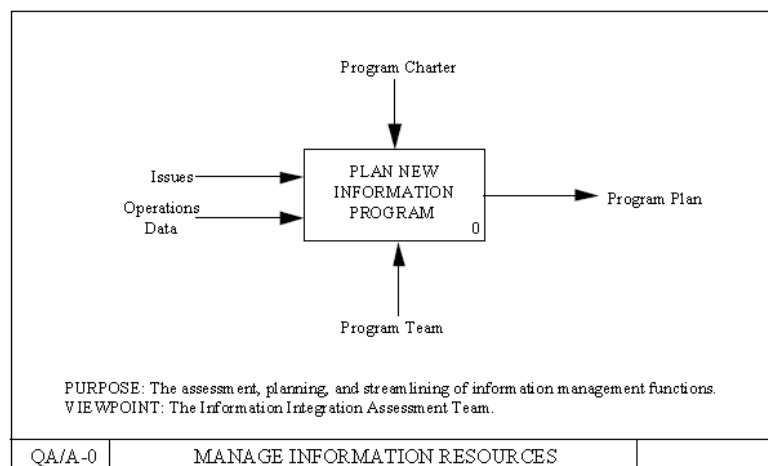 Program Charter
PLAN NEW
INFORMATION
PROGRAM
0
Issues
Operations
Data
Program Plan
Program Team
PURPOSE: The assessment, planning, and streamlining of information management functions.
VIEWPOINT: The Information Integration Assessment Team.
QA/A-0
MANAGE INFORMATION RESOURCES